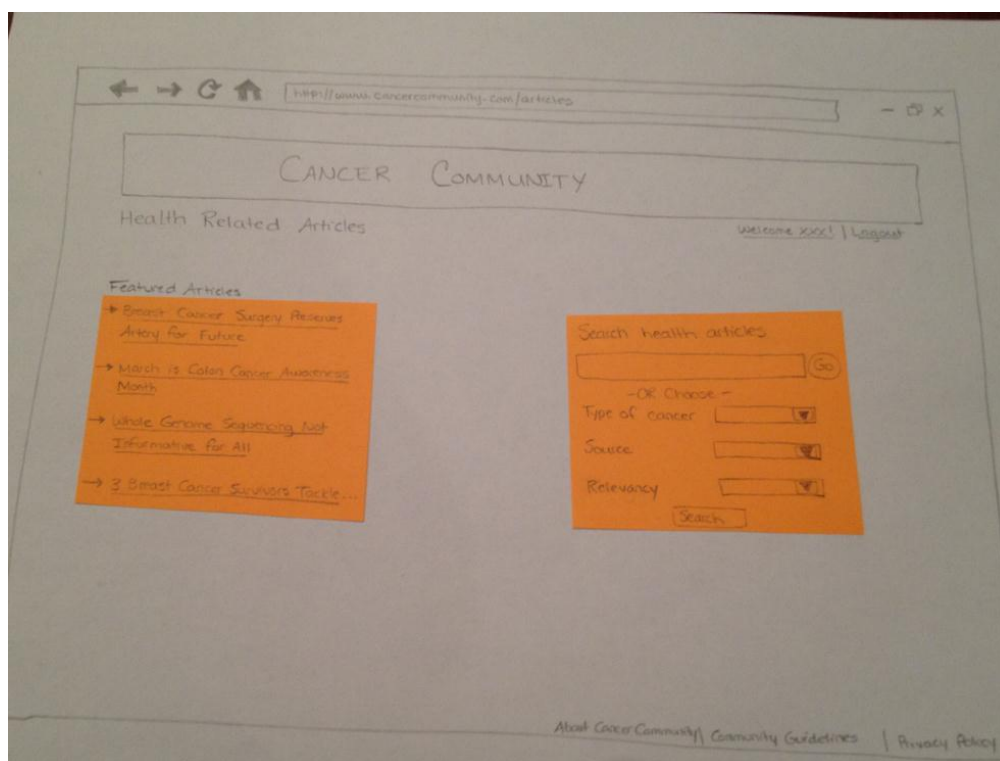 http://www.cancercommunity.com/articles
CANCER COMMUNITY
Health Related Articles
Welcome xxx! | Logout
Featured Articles
→ Breast Cancer Surgery Preserves
Artery for Future
→ March is Colon Cancer Awareness
Month
→ Whole Genome Sequencing Not
Informative for All
→ 3 Breast Cancer Survivors Tackle...
Search health articles
Go
-OR Choose-
Type of cancer
Source
Relevancy
Search
About Cancer Community | Community Guidelines | Privacy Policy